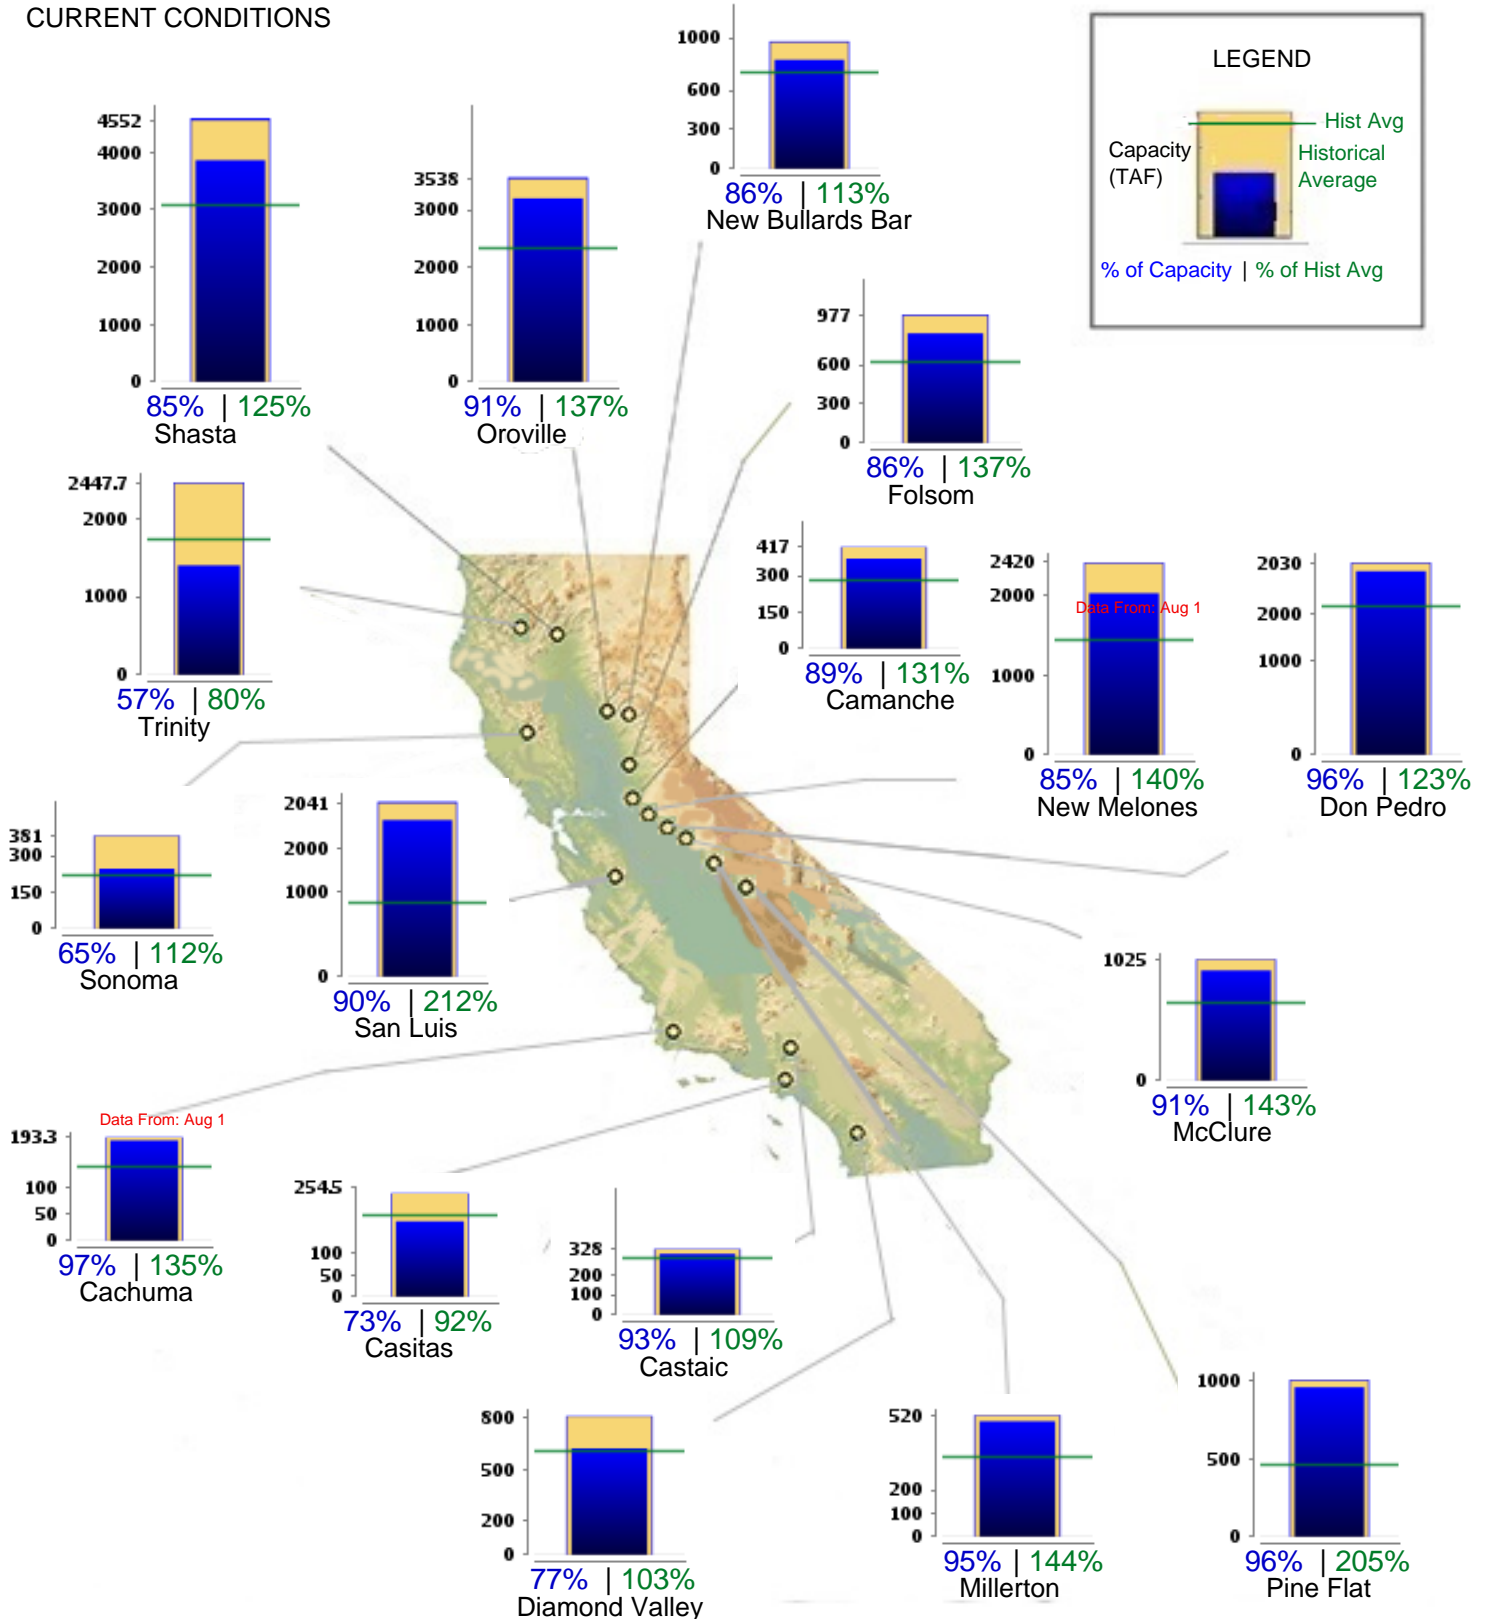 CURRENT CONDITIONS
1000
600
300
0
86% | 113%
New Bullards Bar
LEGEND
Hist Avg
Capacity
(TAF)
Historical
Average
% of Capacity | % of Hist Avg
4552
4000
3000
2000
1000
0
85% | 125%
Shasta
3538
3000
2000
1000
0
91% | 137%
Oroville
977
600
300
0
86% | 137%
Folsom
2447.7
2000
1000
0
57% | 80%
Trinity
417
300
150
0
89% | 131%
Camanche
2420
2000
Data From: Aug 1
1000
0
85% | 140%
New Melones
2030
2000
1000
0
96% | 123%
Don Pedro
381
300
150
0
65% | 112%
Sonoma
2041
2000
1000
0
90% | 212%
San Luis
1025
0
91% | 143%
McClure
Data From: Aug 1
193.3
100
50
0
97% | 135%
Cachuma
254.5
100
50
0
73% | 92%
Casitas
328
200
100
0
93% | 109%
Castaic
800
500
200
0
77% | 103%
Diamond Valley
520
200
100
0
95% | 144%
Millerton
1000
500
0
96% | 205%
Pine Flat